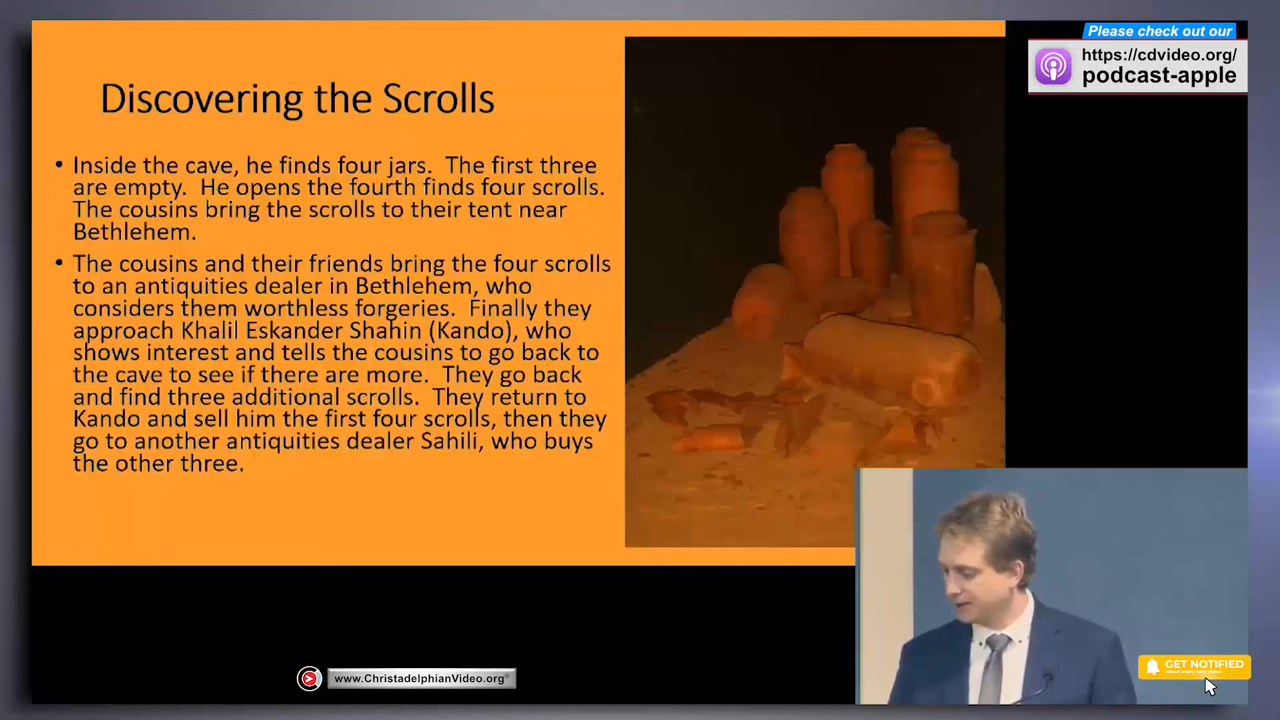 Please check out our
https://cdvideo.org/
podcast-apple
Discovering the Scrolls
• Inside the cave, he finds four jars.  The first three
are empty.  He opens the fourth finds four scrolls.
The cousins bring the scrolls to their tent near
Bethlehem.
• The cousins and their friends bring the four scrolls
to an antiquities dealer in Bethlehem, who
considers them worthless forgeries.  Finally they
approach Khalil Eskander Shahin (Kando), who
shows interest and tells the cousins to go back to
the cave to see if there are more.  They go back
and find three additional scrolls.  They return to
Kando and sell him the first four scrolls, then they
go to another antiquities dealer Sahili, who buys
the other three.
www.ChristadelphianVideo.org
GET NOTIFIED